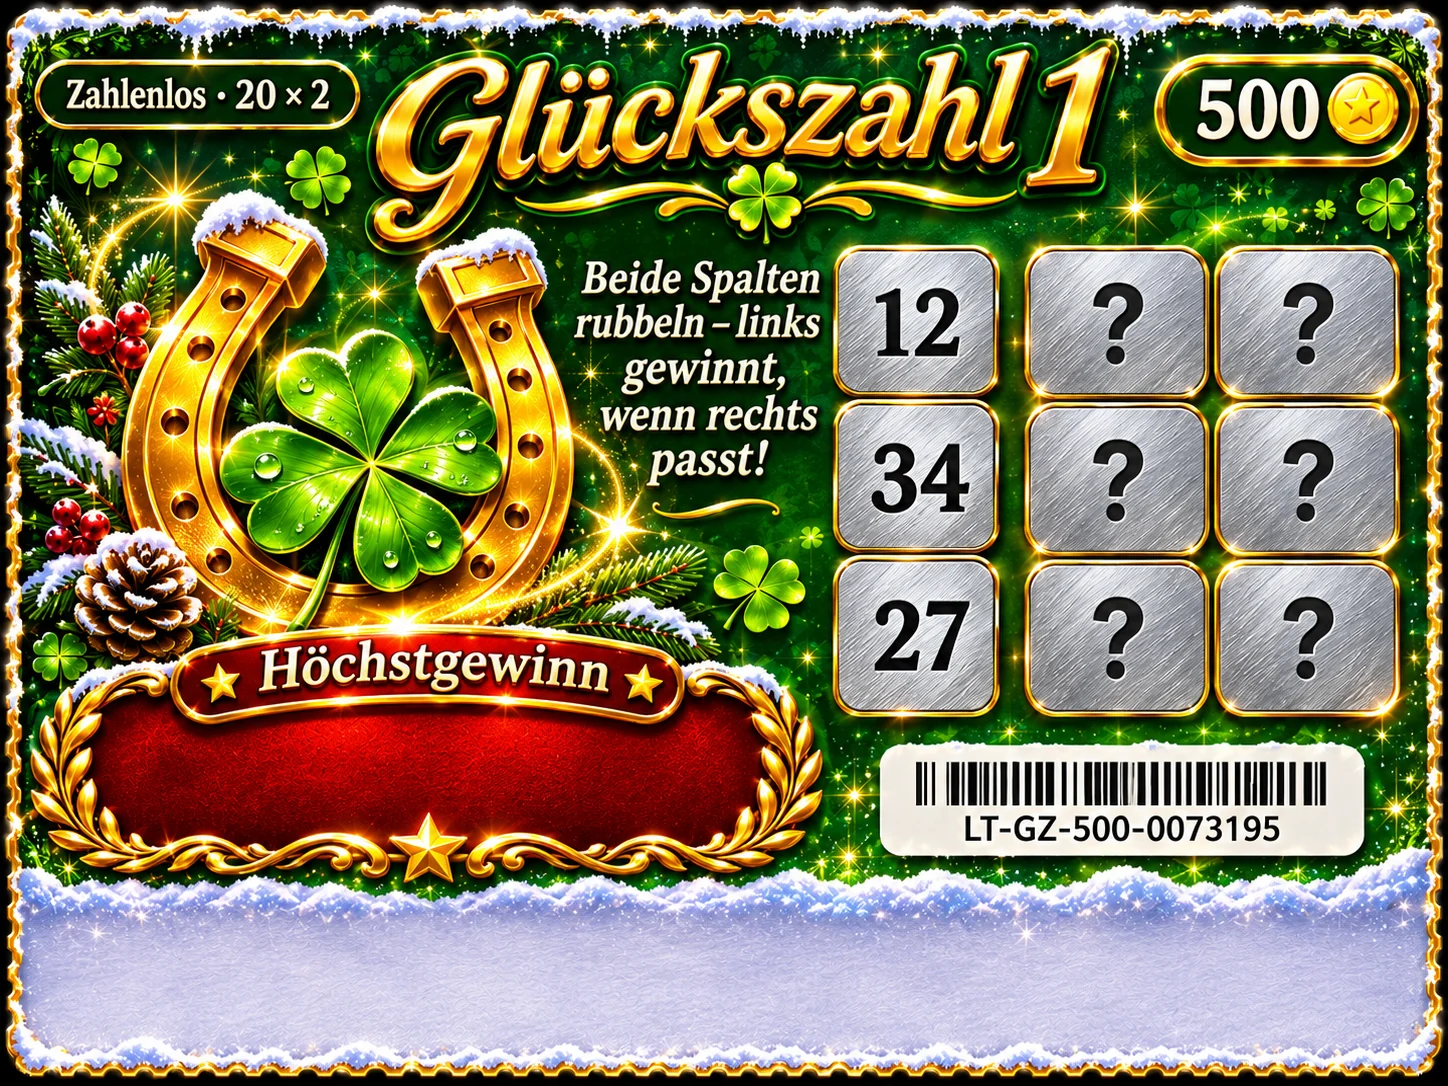 Zahlenlos · 20 × 2
Glückszahl 1
500
Beide Spalten
rubbeln – links
gewinnt,
wenn rechts
passt!
12 ? ?
34 ? ?
27 ? ?
Höchstgewinn
LT-GZ-500-0073195